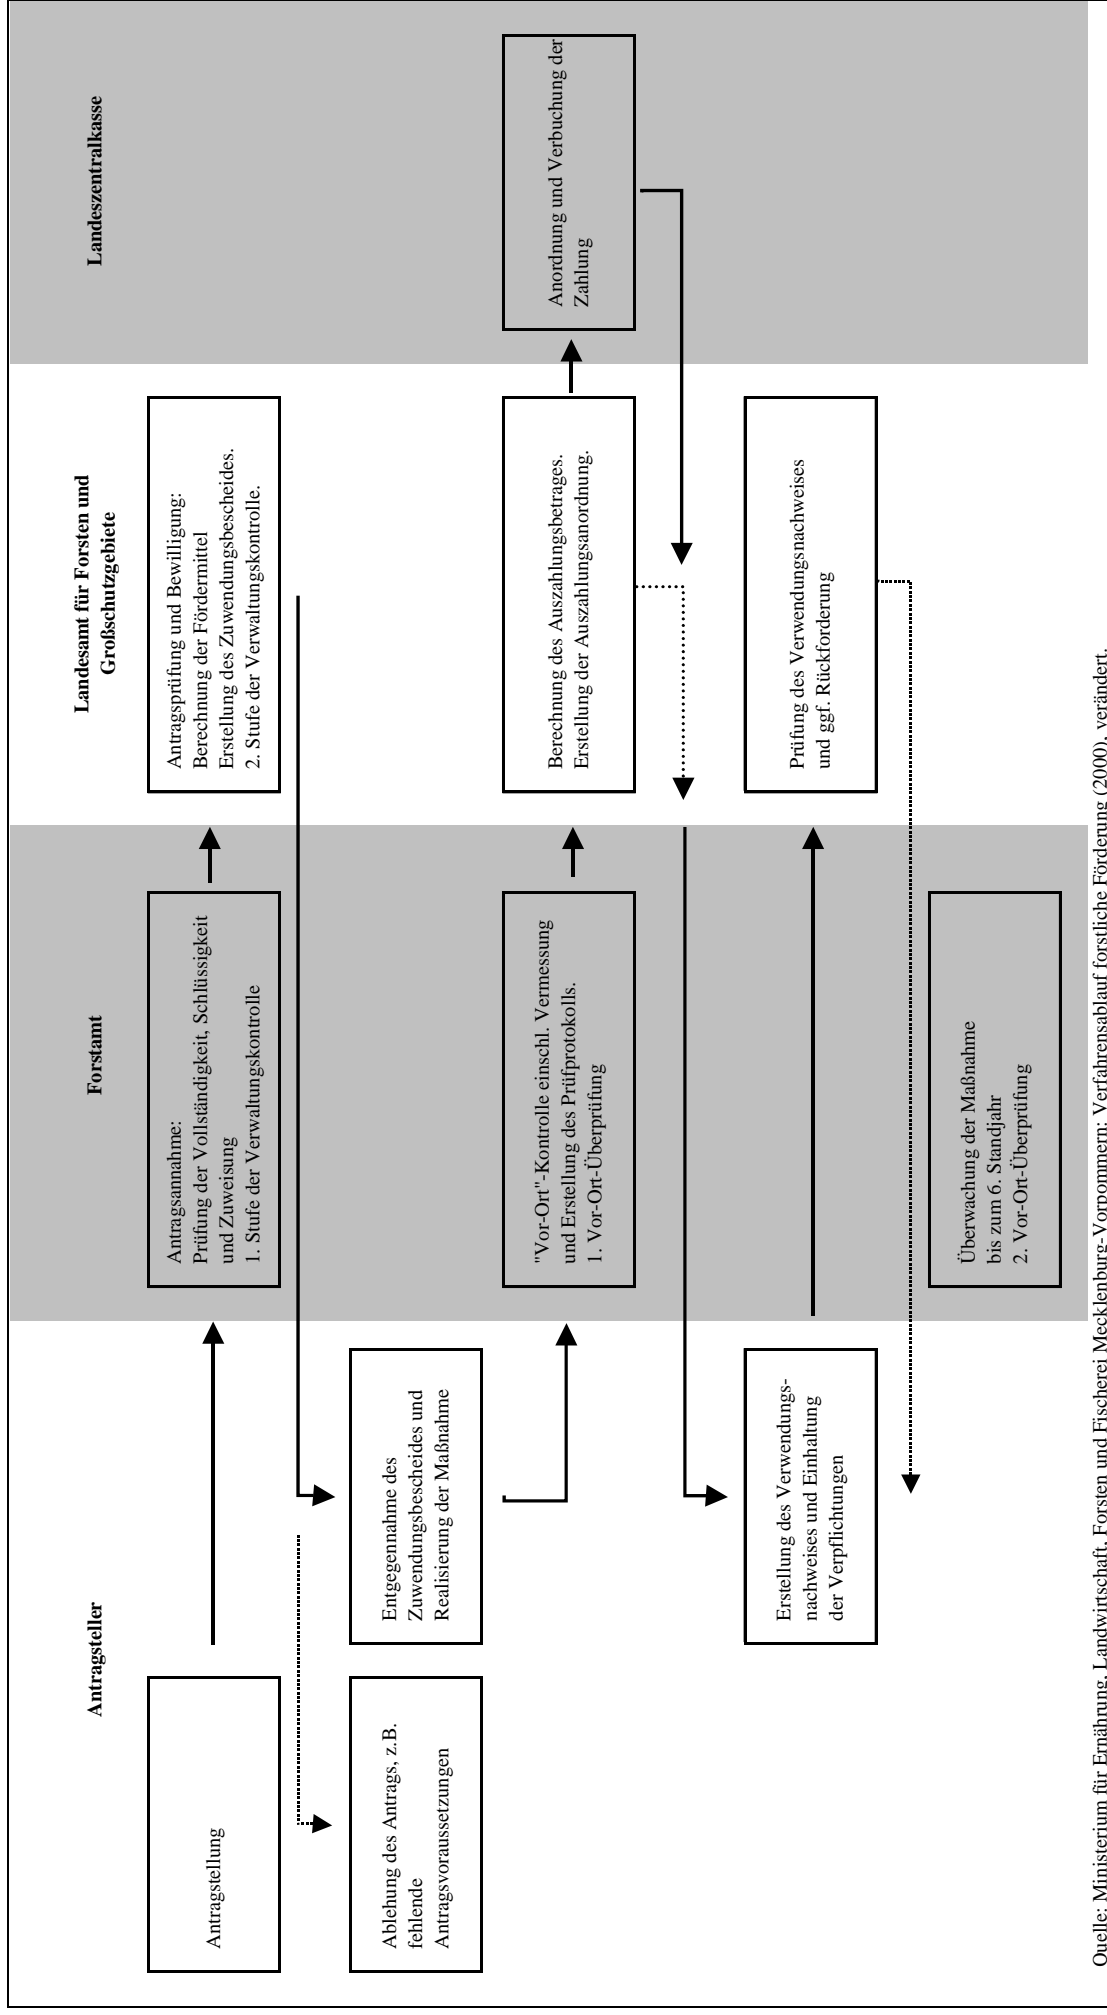 Antragsteller
Forstamt
Landesamt für Forsten und
Großschutzgebiete
Landeszentralkasse
Antragstellung
Antragsannahme:
Prüfung der Vollständigkeit, Schlüssigkeit
und Zuweisung
1. Stufe der Verwaltungskontrolle
Antragsprüfung und Bewilligung:
Berechnung der Fördermittel
Erstellung des Zuwendungsbescheides.
2. Stufe der Verwaltungskontrolle.
Ablehung des Antrags, z.B.
fehlende
Antragsvoraussetzungen
Entgegennahme des
Zuwendungsbescheides und
Realisierung der Maßnahme
"Vor-Ort"-Kontrolle einschl. Vermessung
und Erstellung des Prüfprotokolls.
1. Vor-Ort-Überprüfung
Berechnung des Auszahlungsbetrages.
Erstellung der Auszahlungsanordnung.
Anordnung und Verbuchung der
Zahlung
Erstellung des Verwendungs-
nachweises und Einhaltung
der Verpflichtungen
Prüfung des Verwendungsnachweises
und ggf. Rückforderung
Überwachung der Maßnahme
bis zum 6. Standjahr
2. Vor-Ort-Überprüfung
Quelle: Ministerium für Ernährung, Landwirtschaft, Forsten und Fischerei Mecklenburg-Vorpommern: Verfahrensablauf forstliche Förderung (2000), verändert.